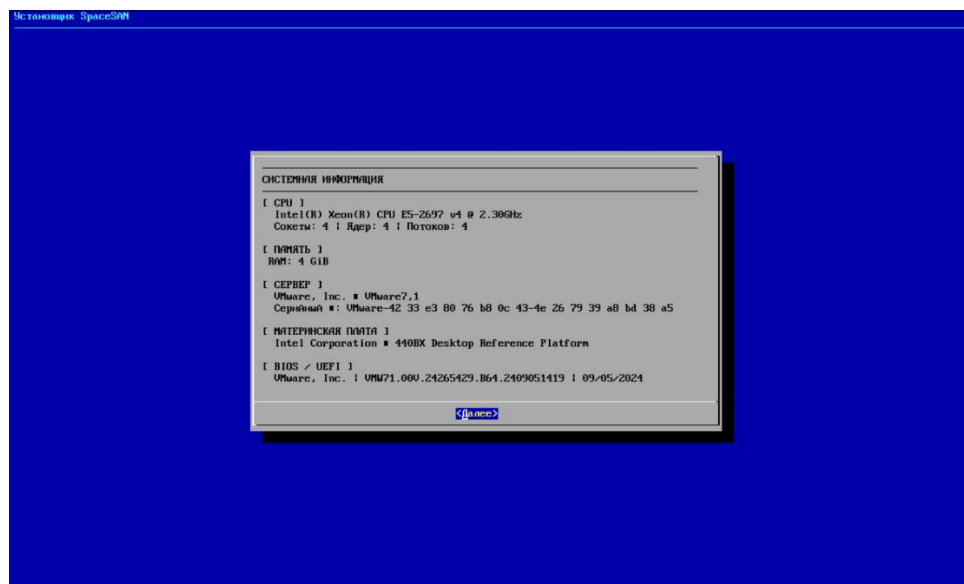 Установщик SpaceSAN
СИСТЕМНАЯ ИНФОРМАЦИЯ
[ CPU ]
Intel(R) Xeon(R) CPU E5-2697 v4 @ 2.30GHz
Сокеты: 4 | Ядер: 4 | Потоков: 4
[ ПАМЯТЬ ]
RAM: 4 GiB
[ СЕРВЕР ]
VMware, Inc. ■ VMware7,1
Серийный ■: VMware-42 33 e3 80 76 b8 0c 43-4e 26 79 39 a8 bd 38 a5
[ МАТЕРИНСКАЯ ПЛАТА ]
Intel Corporation ■ 440BX Desktop Reference Platform
[ BIOS / UEFI ]
VMware, Inc. | VMW71.00V.24265429.B64.2409051419 | 09/05/2024
<Далее>